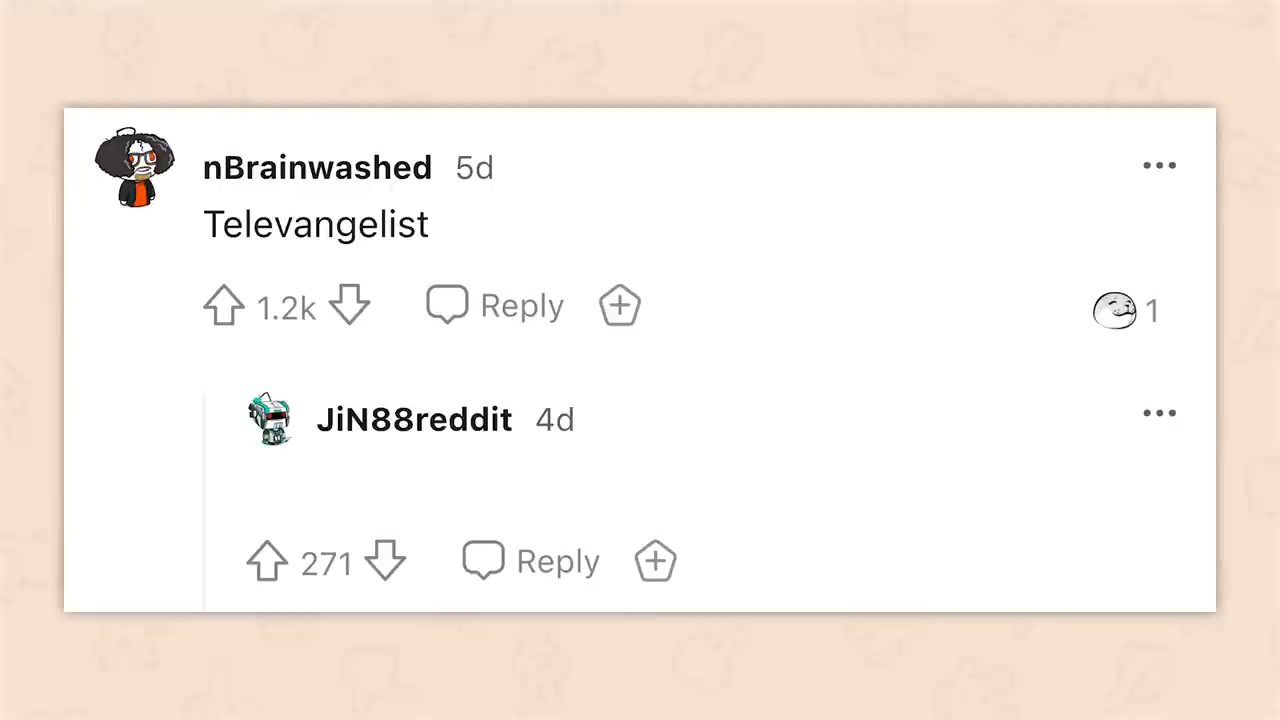 nBrainwashed 5d
Televangelist
1.2k Reply 1
JiN88reddit 4d
271 Reply